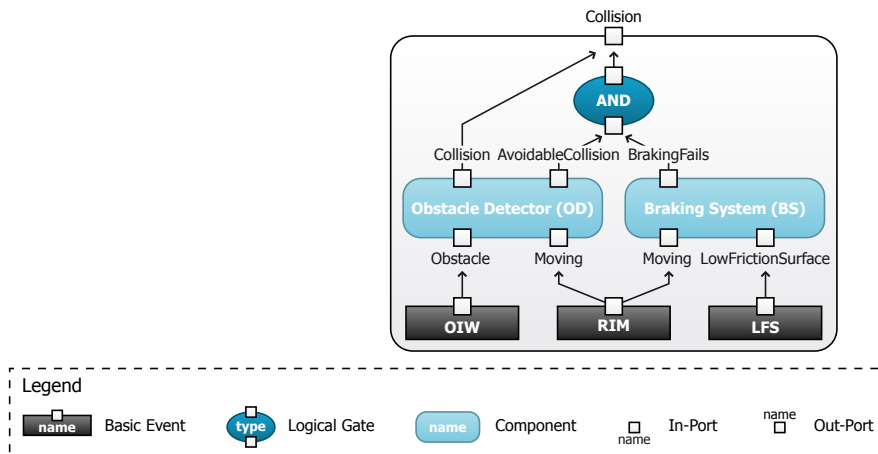 Collision
AND
Collision AvoidableCollision BrakingFails
Obstacle Detector (OD) Braking System (BS)
Obstacle Moving Moving LowFrictionSurface
OIW RIM LFS
Legend
name Basic Event type Logical Gate name Component name In-Port name Out-Port